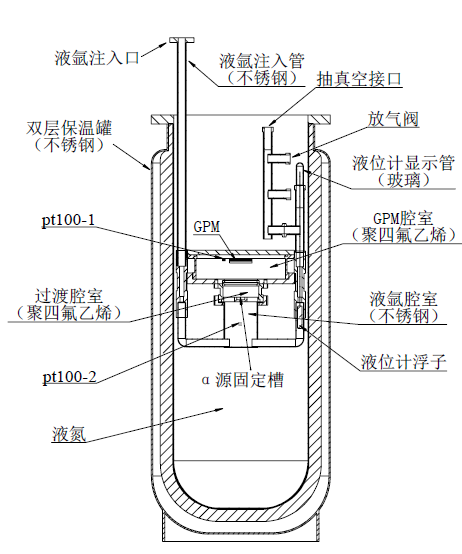 液氩注入口
液氩注入管
（不锈钢）
抽真空接口
放气阀
双层保温罐
（不锈钢）
液位计显示管
（玻璃）
pt100-1
GPM
GPM腔室
（聚四氟乙烯）
过渡腔室
（聚四氟乙烯）
液氩腔室
（不锈钢）
液位计浮子
pt100-2
α 源固定槽
液氮